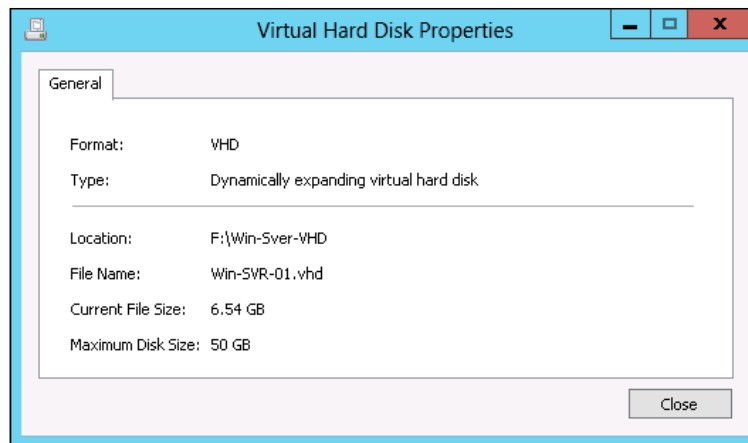 Virtual Hard Disk Properties
General
Format: VHD
Type: Dynamically expanding virtual hard disk
Location: F:\Win-Sver-VHD
File Name: Win-SVR-01.vhd
Current File Size: 6.54 GB
Maximum Disk Size: 50 GB
Close